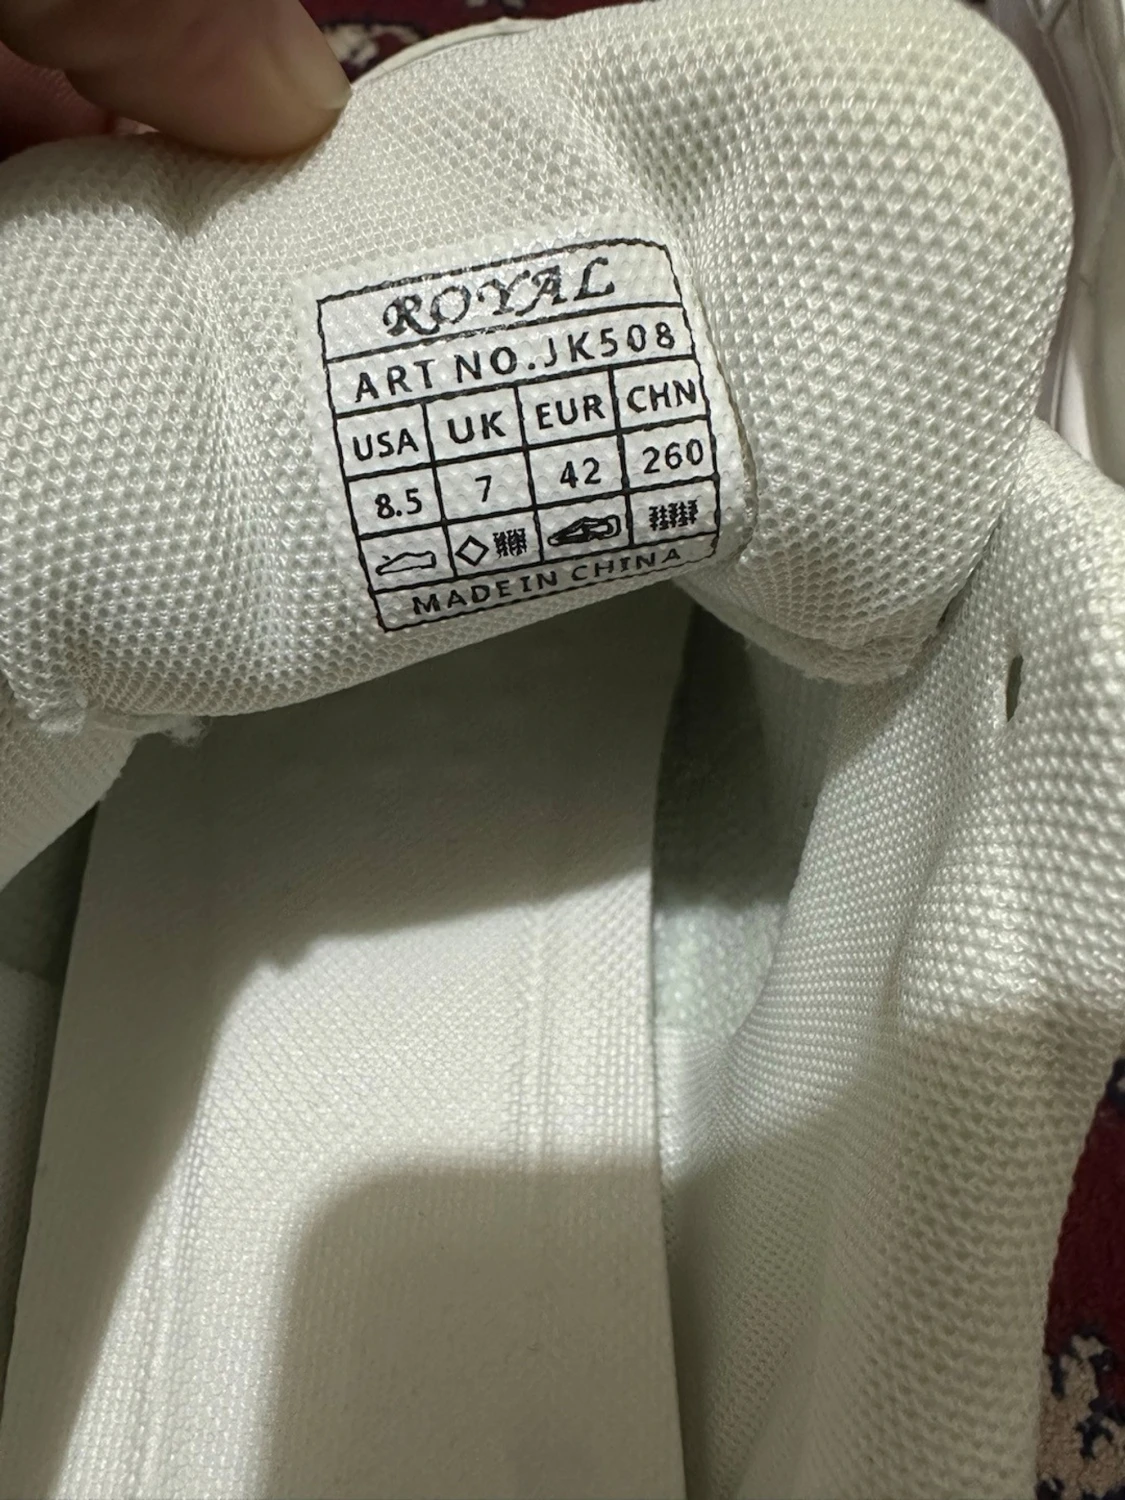 ROYAL
ART NO.JK508
USA UK EUR CHN
8.5 7 42 260
MADE IN CHINA